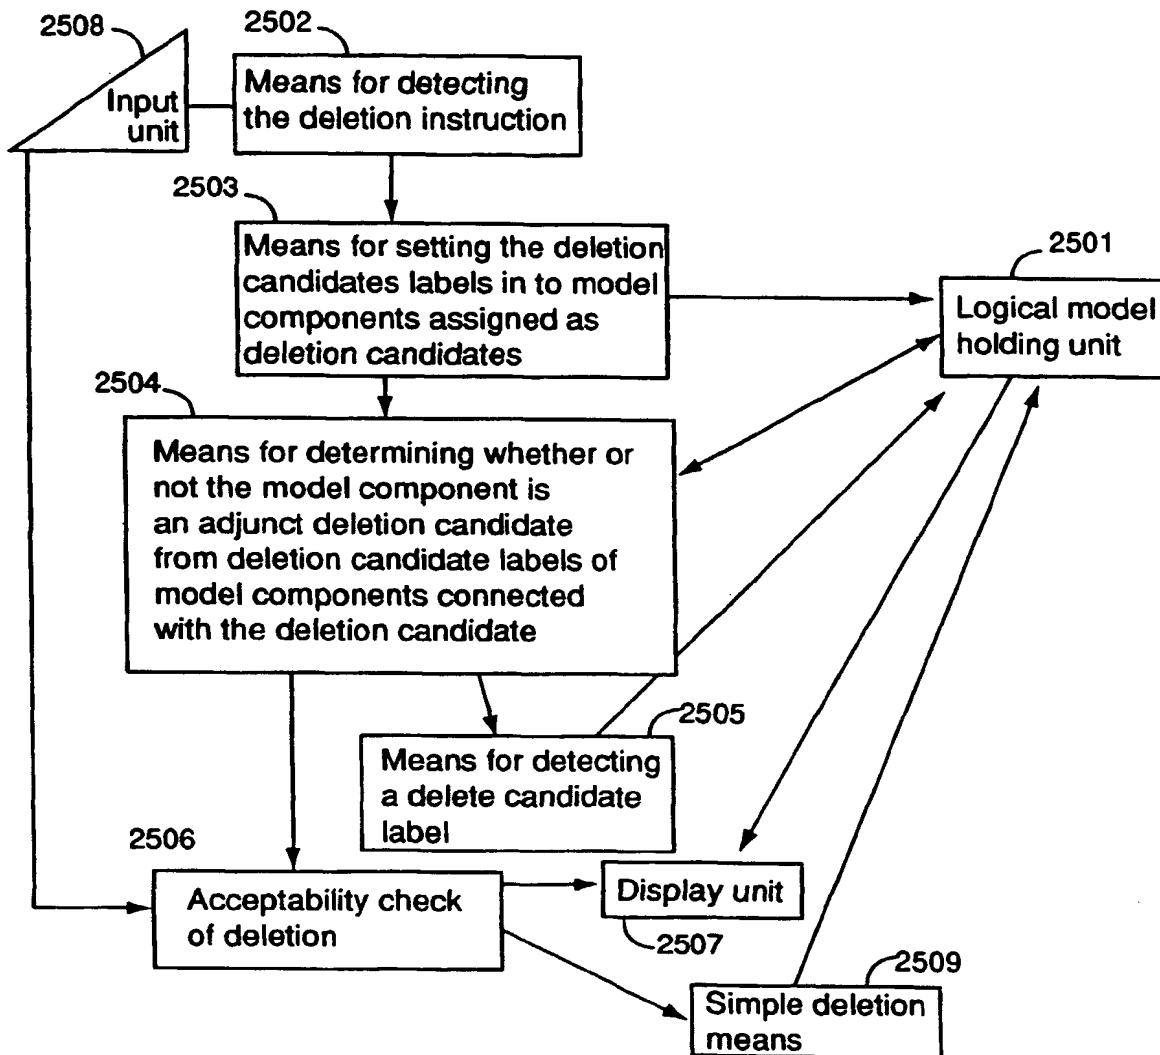 2508
2502
Input
unit
Means for detecting
the deletion instruction
2503
Means for setting the deletion
candidates labels in to model
components assigned as
deletion candidates
2501
Logical model
holding unit
2504
Means for determining whether or
not the model component is
an adjunct deletion candidate
from deletion candidate labels of
model components connected
with the deletion candidate
2505
Means for detecting
a delete candidate
label
2506
Acceptability check
of deletion
Display unit
2507
2509
Simple deletion
means